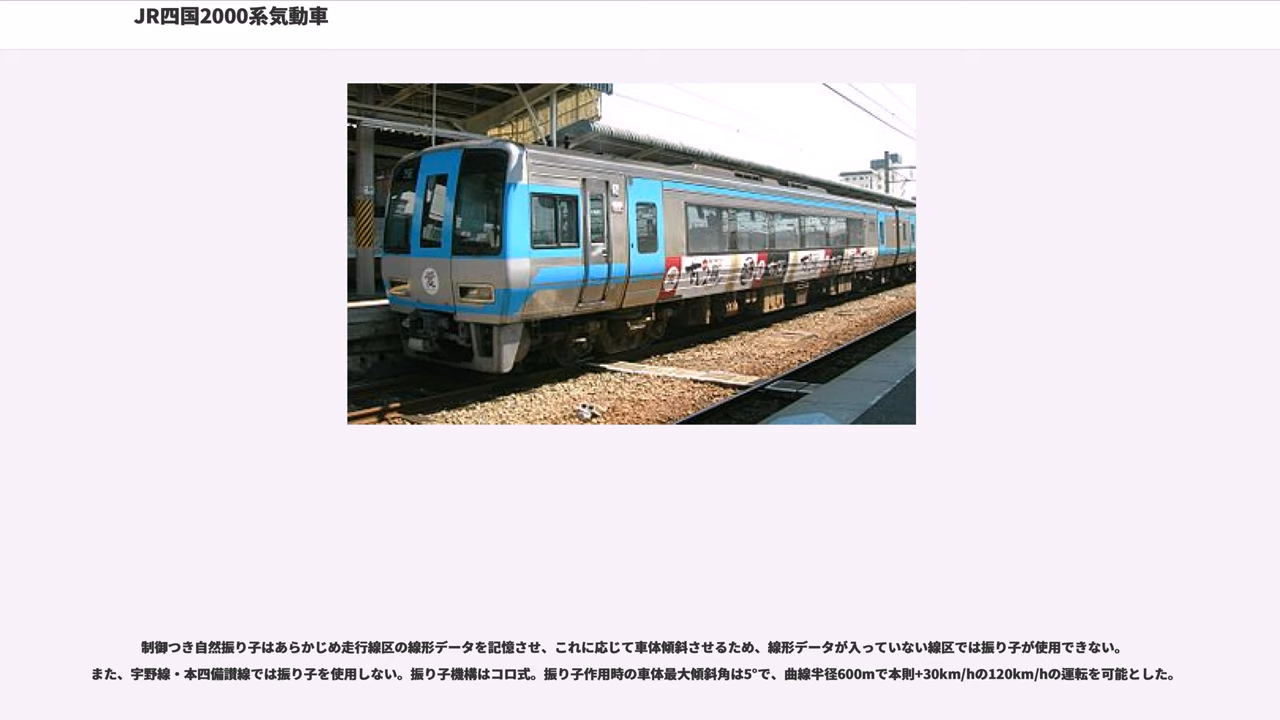 JR四国2000系気動車
制御つき自然振り子はあらかじめ走行線区の線形データを記憶させ、これに応じて車体傾斜させるため、線形データが入っていない線区では振り子が使用できない。
また、宇野線・本四備讃線では振り子を使用しない。振り子機構はコロ式。振り子作用時の車体最大傾斜角は5°で、曲線半径600mで本則+30km/hの120km/hの運転を可能とした。